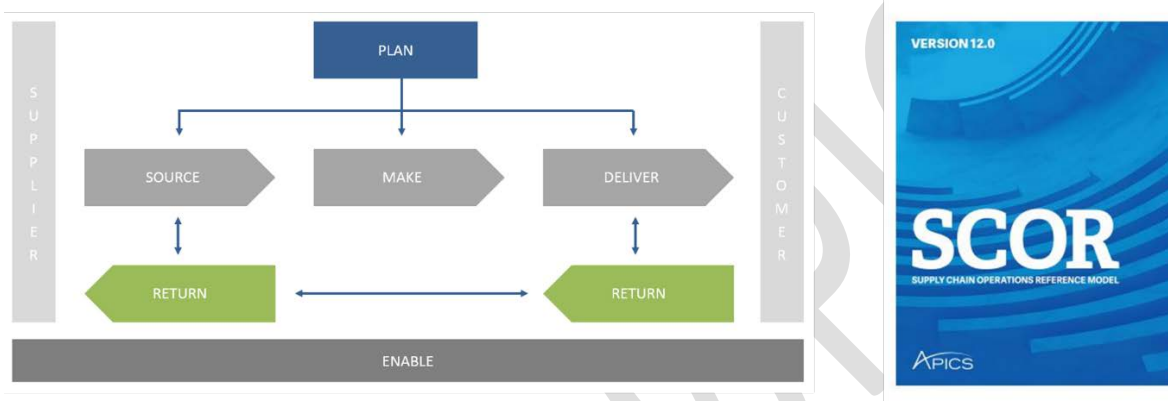 PLAN
SUPPLIER
CUSTOMER
SOURCE
MAKE
DELIVER
RETURN
RETURN
ENABLE
VERSION 12.0
SCOR
SUPPLY CHAIN OPERATIONS REFERENCE MODEL
APICS